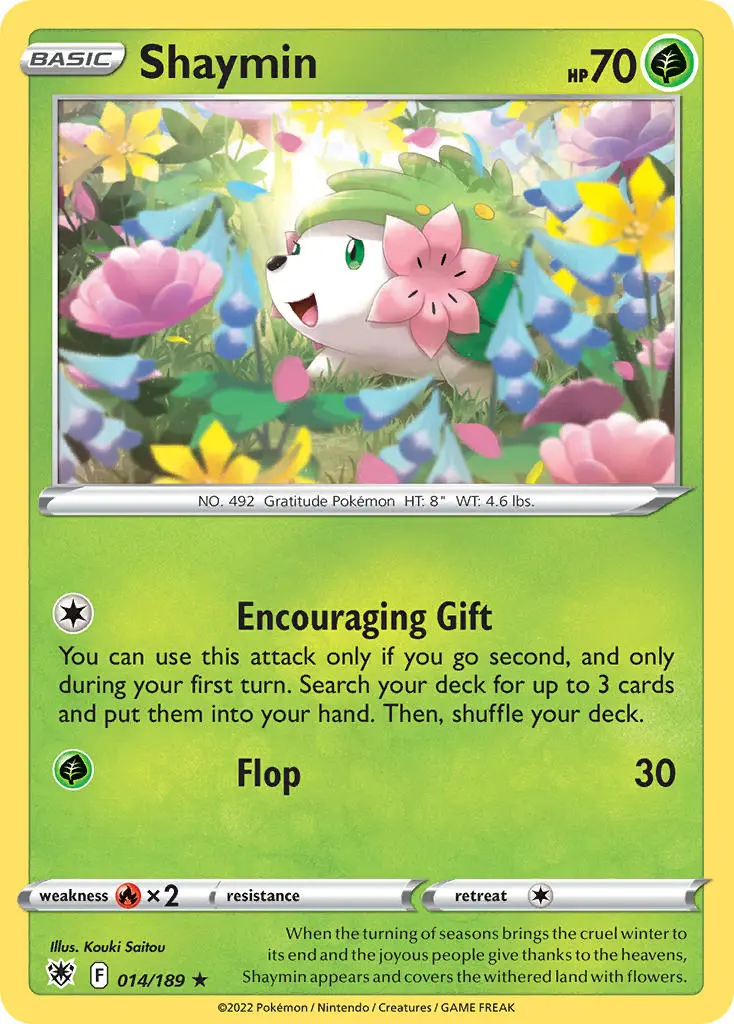 BASIC
Shaymin
HP70
NO. 492 Gratitude Pokémon HT: 8" WT: 4.6 lbs.
Encouraging Gift
You can use this attack only if you go second, and only
during your first turn. Search your deck for up to 3 cards
and put them into your hand. Then, shuffle your deck.
Flop 30
weakness ×2 resistance retreat
Illus. Kouki Saitou
When the turning of seasons brings the cruel winter to
its end and the joyous people give thanks to the heavens,
Shaymin appears and covers the withered land with flowers.
F 014/189 ★
©2022 Pokémon / Nintendo / Creatures / GAME FREAK